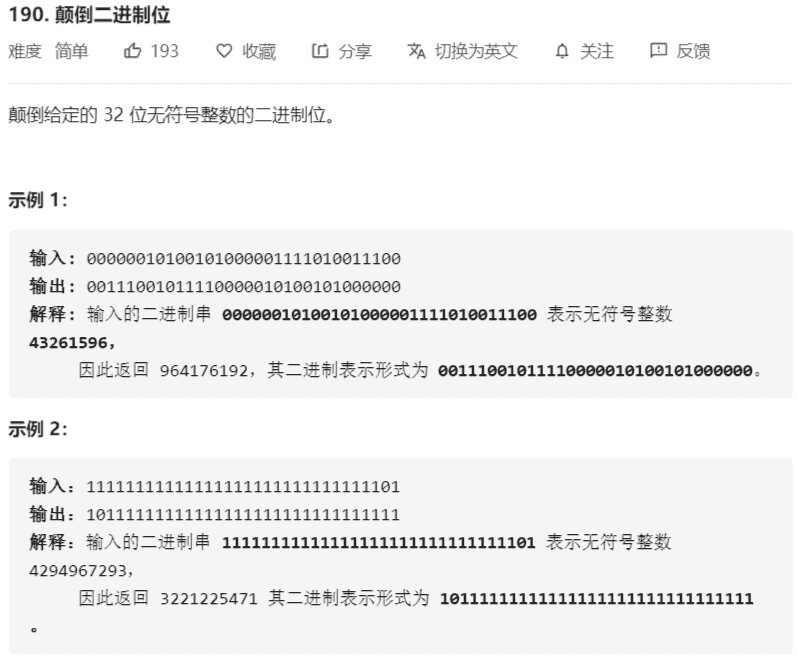 190. 颠倒二进制位
难度 简单 193 收藏 分享 切换为英文 关注 反馈
颠倒给定的 32 位无符号整数的二进制位。
示例 1：
输入: 00000010100101000001111010011100
输出: 00111001011110000010100101000000
解释: 输入的二进制串 00000010100101000001111010011100 表示无符号整数
43261596,
因此返回 964176192，其二进制表示形式为 00111001011110000010100101000000。
示例 2：
输入: 11111111111111111111111111111101
输出: 10111111111111111111111111111111
解释: 输入的二进制串 11111111111111111111111111111101 表示无符号整数
4294967293,
因此返回 3221225471 其二进制表示形式为 10111111111111111111111111111111
。